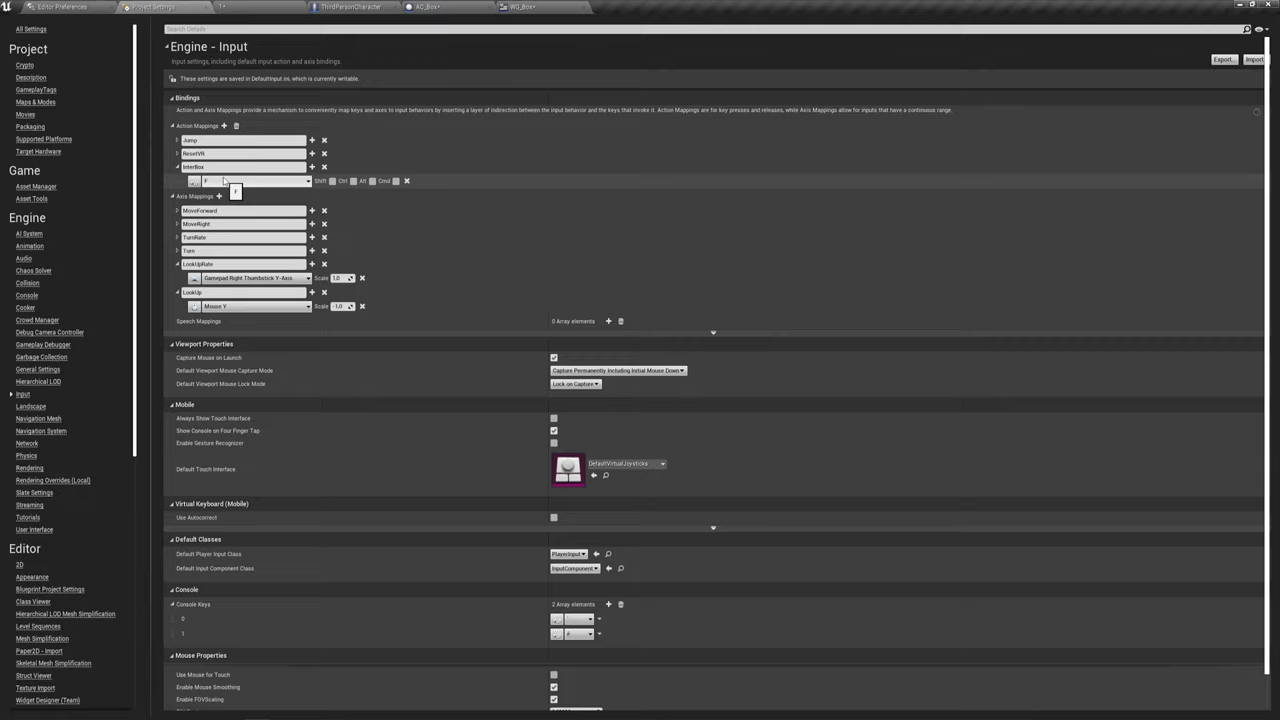 Editor Preferences
Project Settings
1*
ThirdPersonCharacter
AC_Box*
WG_Box*
All Settings
Project
Crypto
Description
GameplayTags
Maps & Modes
Movies
Packaging
Supported Platforms
Target Hardware
Game
Asset Manager
Asset Tools
Engine
AI System
Animation
Audio
Chaos Solver
Collision
Console
Cooker
Crowd Manager
Debug Camera Controller
Gameplay Debugger
Garbage Collection
General Settings
Hierarchical LOD
Input
Landscape
Navigation Mesh
Navigation System
Network
Physics
Rendering
Rendering Overrides (Local)
Slate Settings
Streaming
Tutorials
User Interface
Editor
2D
Appearance
Blueprint Project Settings
Class Viewer
Hierarchical LOD Mesh Simplification
Level Sequences
Mesh Simplification
Paper2D - Import
Skeletal Mesh Simplification
Struct Viewer
Texture Import
Widget Designer (Team)
Search Details
Engine - Input
Input settings, including default input action and axis bindings.
Export...
Import
These settings are saved in DefaultInput.ini, which is currently writable.
Bindings
Action and Axis Mappings provide a mechanism to conveniently map keys and axes to input behaviors by inserting a layer of indirection between the input behavior and the keys that invoke it. Action Mappings are for key presses and releases, while Axis Mappings allow for inputs that have a continuous range.
Action Mappings
Jump
ResetVR
InterBox
F Shift Ctrl Alt Cmd
F
Axis Mappings
MoveForward
MoveRight
TurnRate
Turn
LookUpRate
Gamepad Right Thumbstick Y-Axis Scale 1.0
LookUp
Mouse Y Scale -1.0
Speech Mappings 0 Array elements
Viewport Properties
Capture Mouse on Launch
Default Viewport Mouse Capture Mode Capture Permanently Including Initial Mouse Down
Default Viewport Mouse Lock Mode Lock on Capture
Mobile
Always Show Touch Interface
Show Console on Four Finger Tap
Enable Gesture Recognizer
Default Touch Interface DefaultVirtualJoysticks
Virtual Keyboard (Mobile)
Use Autocorrect
Default Classes
Default Player Input Class PlayerInput
Default Input Component Class InputComponent
Console
Console Keys 2 Array elements
0
1
Mouse Properties
Use Mouse for Touch
Enable Mouse Smoothing
Enable FOVScaling